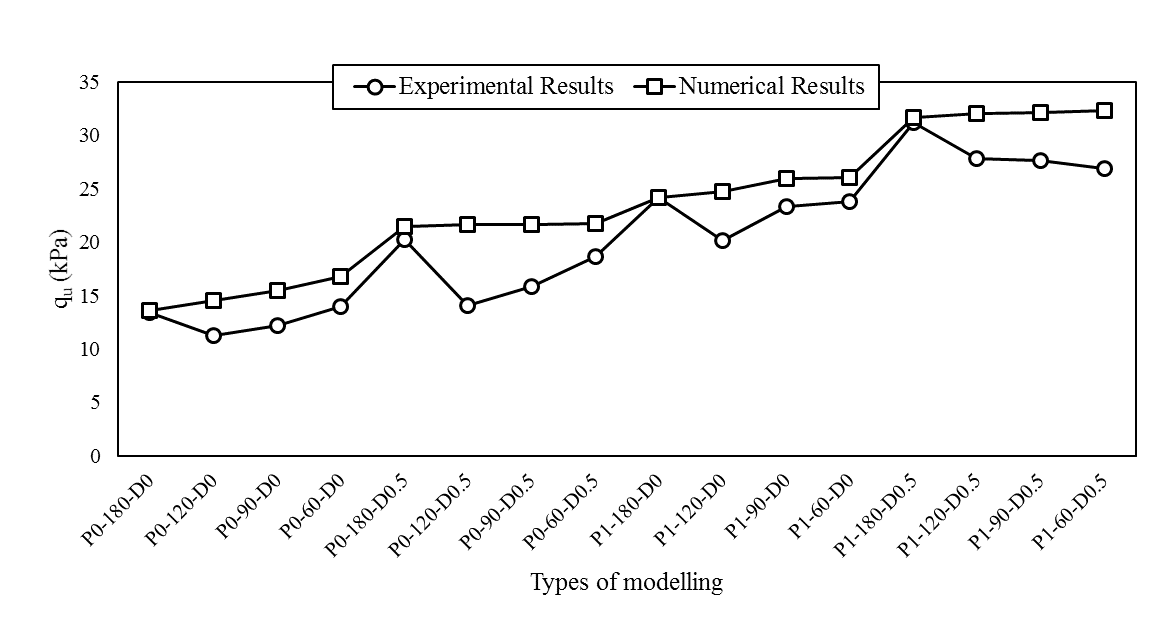 Experimental Results
Numerical Results
35
30
25
20
15
10
5
0
qu (kPa)
P0-180-D0
P0-120-D0
P0-90-D0
P0-60-D0
P0-180-D0.5
P0-120-D0.5
P0-90-D0.5
P0-60-D0.5
P1-180-D0
P1-120-D0
P1-90-D0
P1-60-D0
P1-180-D0.5
P1-120-D0.5
P1-90-D0.5
P1-60-D0.5
Types of modelling